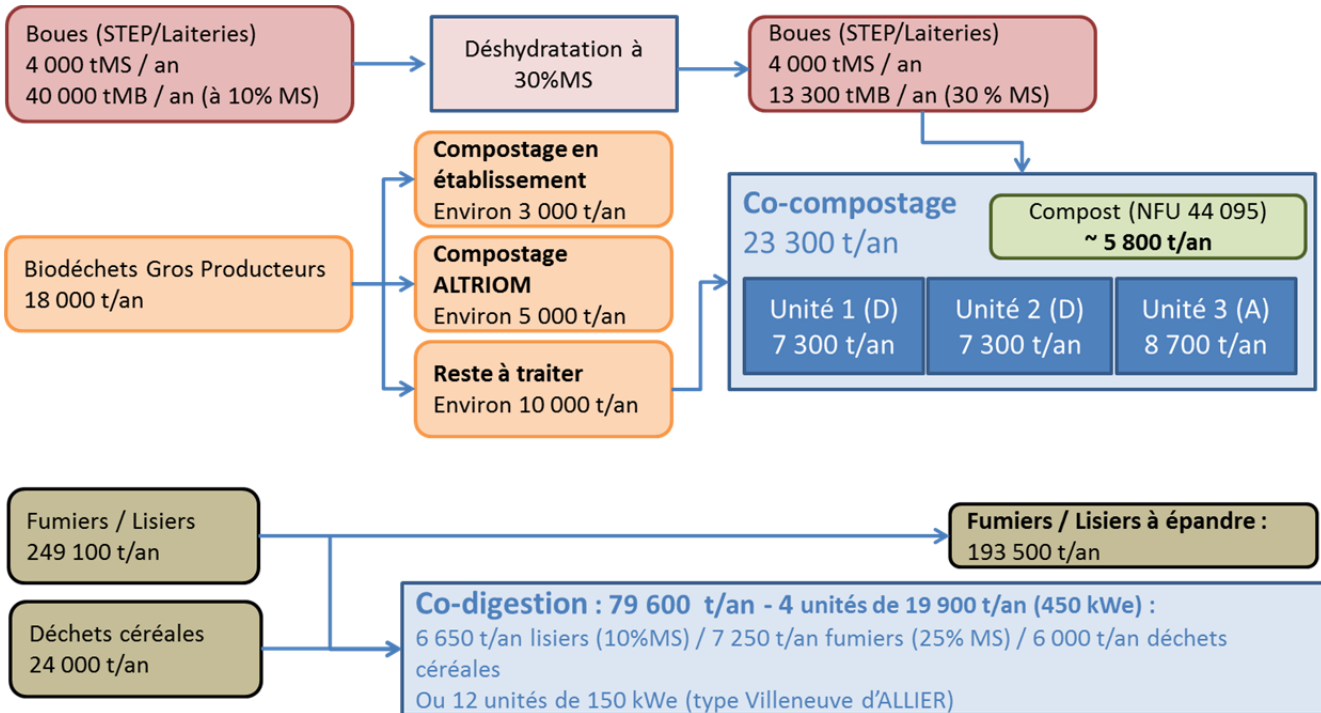 Boues (STEP/Laiteries)
4 000 tMS / an
40 000 tMB / an (à 10% MS)
Déshydratation à
30%MS
Boues (STEP/Laiteries)
4 000 tMS / an
13 300 tMB / an (30 % MS)
Biodéchets Gros Producteurs
18 000 t/an
Compostage en
établissement
Environ 3 000 t/an
Compostage
ALTRIOM
Environ 5 000 t/an
Reste à traiter
Environ 10 000 t/an
Co-compostage
23 300 t/an
Compost (NFU 44 095)
~ 5 800 t/an
Unité 1 (D)
7 300 t/an
Unité 2 (D)
7 300 t/an
Unité 3 (A)
8 700 t/an
Fumiers / Lisiers
249 100 t/an
Fumiers / Lisiers à épandre :
193 500 t/an
Déchets céréales
24 000 t/an
Co-digestion : 79 600 t/an - 4 unités de 19 900 t/an (450 kWe) :
6 650 t/an lisiers (10%MS) / 7 250 t/an fumiers (25% MS) / 6 000 t/an déchets
céréales
Ou 12 unités de 150 kWe (type Villeneuve d'ALLIER)